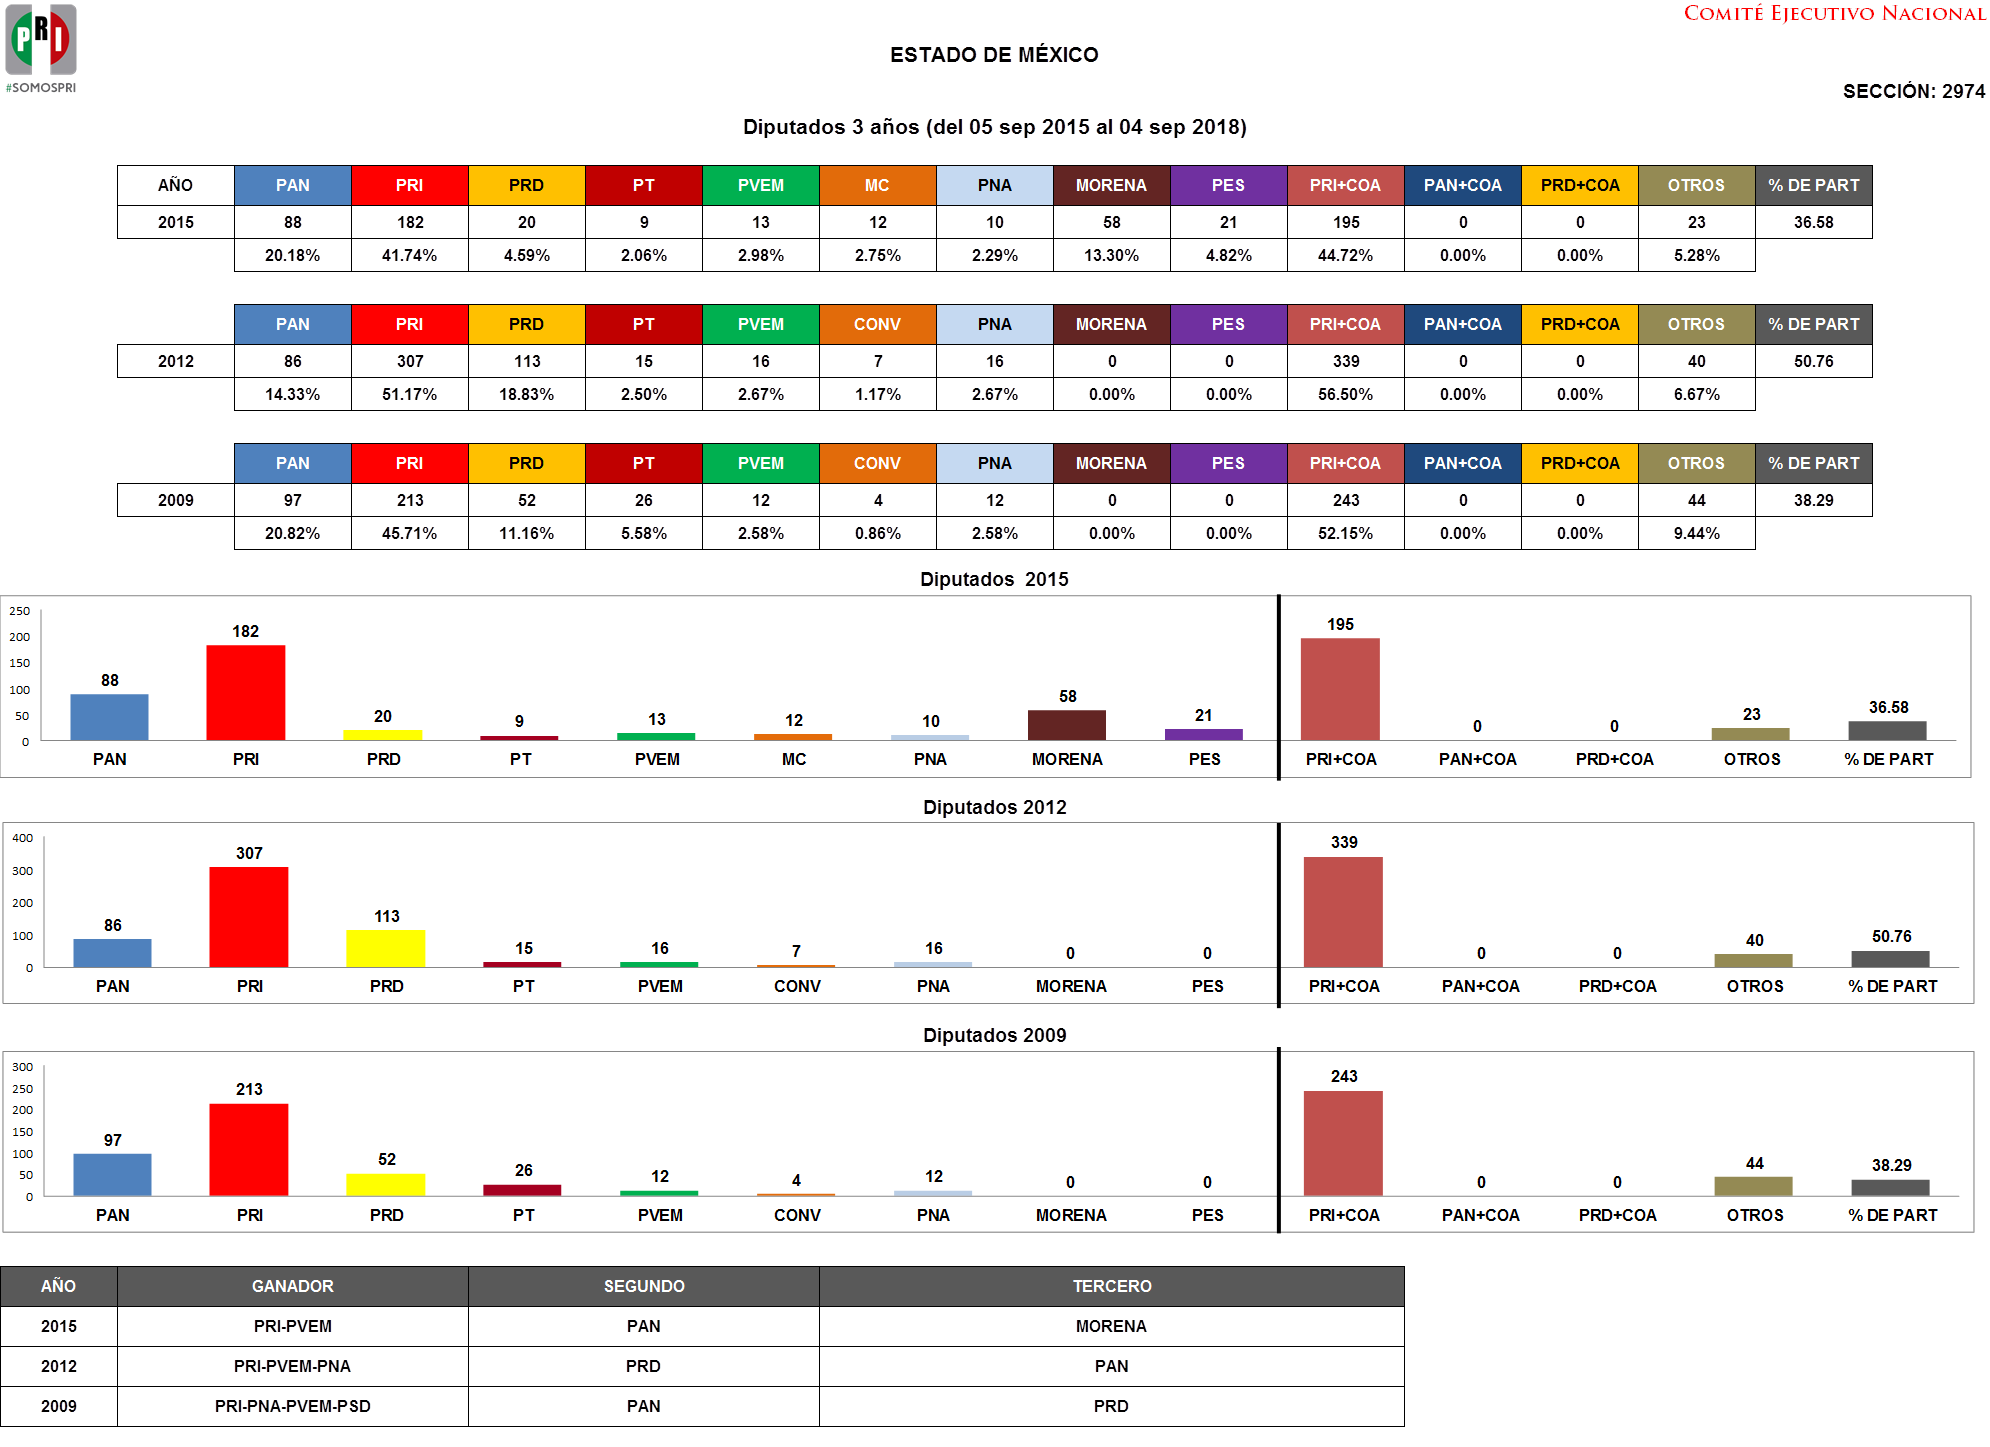 PRI
#SOMOSPRI
COMITÉ EJECUTIVO NACIONAL
ESTADO DE MÉXICO
SECCIÓN: 2974
Diputados 3 años (del 05 sep 2015 al 04 sep 2018)
AÑO PAN PRI PRD PT PVEM MC PNA MORENA PES PRI+COA PAN+COA PRD+COA OTROS % DE PART
2015 88 182 20 9 13 12 10 58 21 195 0 0 23 36.58
20.18% 41.74% 4.59% 2.06% 2.98% 2.75% 2.29% 13.30% 4.82% 44.72% 0.00% 0.00% 5.28%
PAN PRI PRD PT PVEM CONV PNA MORENA PES PRI+COA PAN+COA PRD+COA OTROS % DE PART
2012 86 307 113 15 16 7 16 0 0 339 0 0 40 50.76
14.33% 51.17% 18.83% 2.50% 2.67% 1.17% 2.67% 0.00% 0.00% 56.50% 0.00% 0.00% 6.67%
PAN PRI PRD PT PVEM CONV PNA MORENA PES PRI+COA PAN+COA PRD+COA OTROS % DE PART
2009 97 213 52 26 12 4 12 0 0 243 0 0 44 38.29
20.82% 45.71% 11.16% 5.58% 2.58% 0.86% 2.58% 0.00% 0.00% 52.15% 0.00% 0.00% 9.44%
Diputados 2015
250
200
150
100
50
0
88 182 20 9 13 12 10 58 21 195 0 0 23 36.58
PAN PRI PRD PT PVEM MC PNA MORENA PES PRI+COA PAN+COA PRD+COA OTROS % DE PART
Diputados 2012
400
300
200
100
0
86 307 113 15 16 7 16 0 0 339 0 0 40 50.76
PAN PRI PRD PT PVEM CONV PNA MORENA PES PRI+COA PAN+COA PRD+COA OTROS % DE PART
Diputados 2009
300
250
200
150
100
50
0
97 213 52 26 12 4 12 0 0 243 0 0 44 38.29
PAN PRI PRD PT PVEM CONV PNA MORENA PES PRI+COA PAN+COA PRD+COA OTROS % DE PART
AÑO GANADOR SEGUNDO TERCERO
2015 PRI-PVEM PAN MORENA
2012 PRI-PVEM-PNA PRD PAN
2009 PRI-PNA-PVEM-PSD PAN PRD